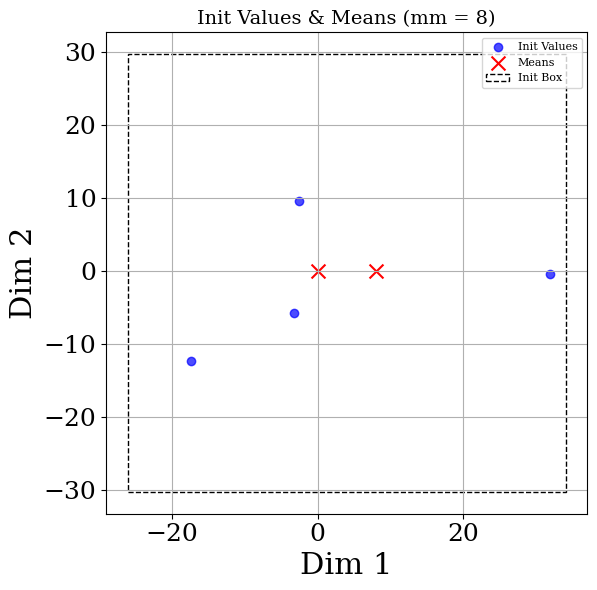 Init Values & Means (mm = 8)
Init Values
Means
Init Box
30
20
10
0
−10
−20
−30
Dim 2
−20
0
20
Dim 1